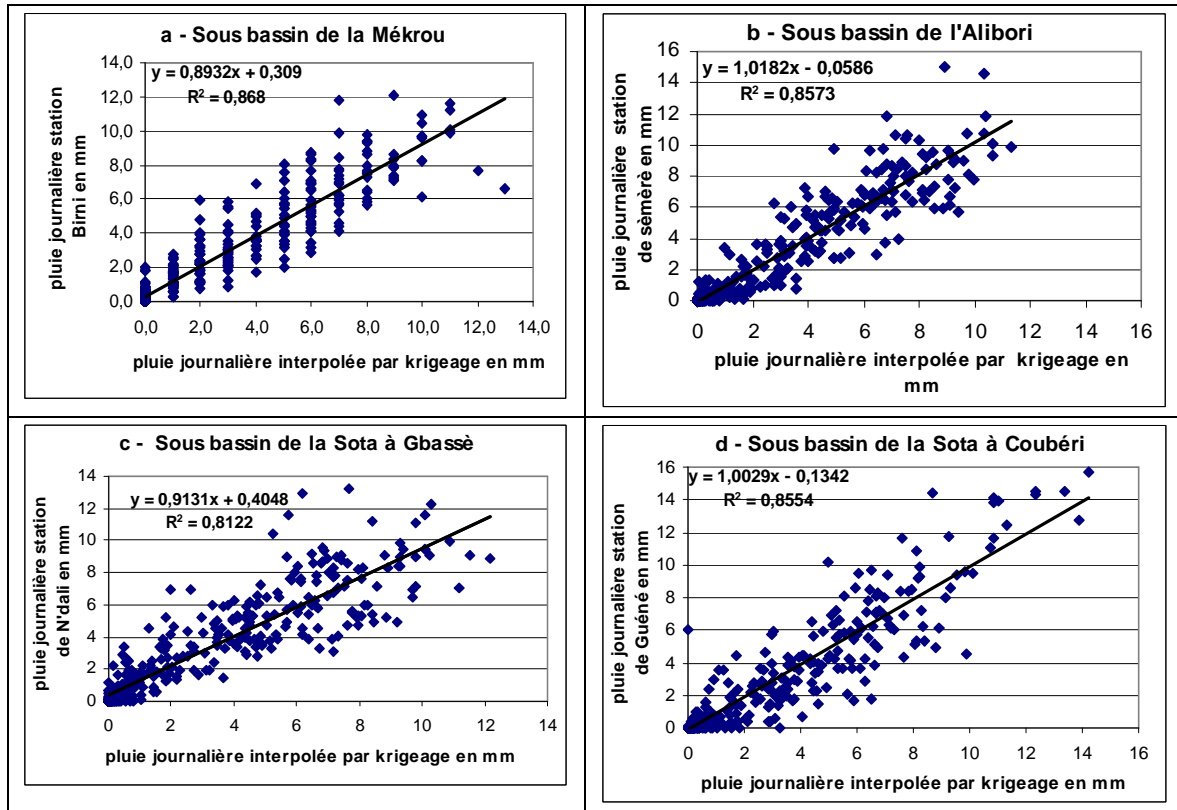 a - Sous bassin de la Mékrou
y = 0,8932x + 0,309
R² = 0,868
pluie journalière station
Birni en mm
14,0
12,0
10,0
8,0
6,0
4,0
2,0
0,0
0,0 2,0 4,0 6,0 8,0 10,0 12,0 14,0
pluie journalière interpolée par krigeage en mm
b - Sous bassin de l'Alibori
y = 1,0182x - 0,0586
R² = 0,8573
pluie journalière station
de sèmèrè en mm
16
14
12
10
8
6
4
2
0
0 2 4 6 8 10 12 14 16
pluie journalière interpolée par krigeage en
mm
c - Sous bassin de la Sota à Gbassè
y = 0,9131x + 0,4048
R² = 0,8122
pluie journalière station
de N'dali en mm
14
12
10
8
6
4
2
0
0 2 4 6 8 10 12 14
pluie journalière interpolée par krigeage en mm
d - Sous bassin de la Sota à Coubéri
y = 1,0029x - 0,1342
R² = 0,8554
pluie journalière station
de Guéné en mm
16
14
12
10
8
6
4
2
0
0 2 4 6 8 10 12 14 16
pluie journalière interpolée par krigeage en mm